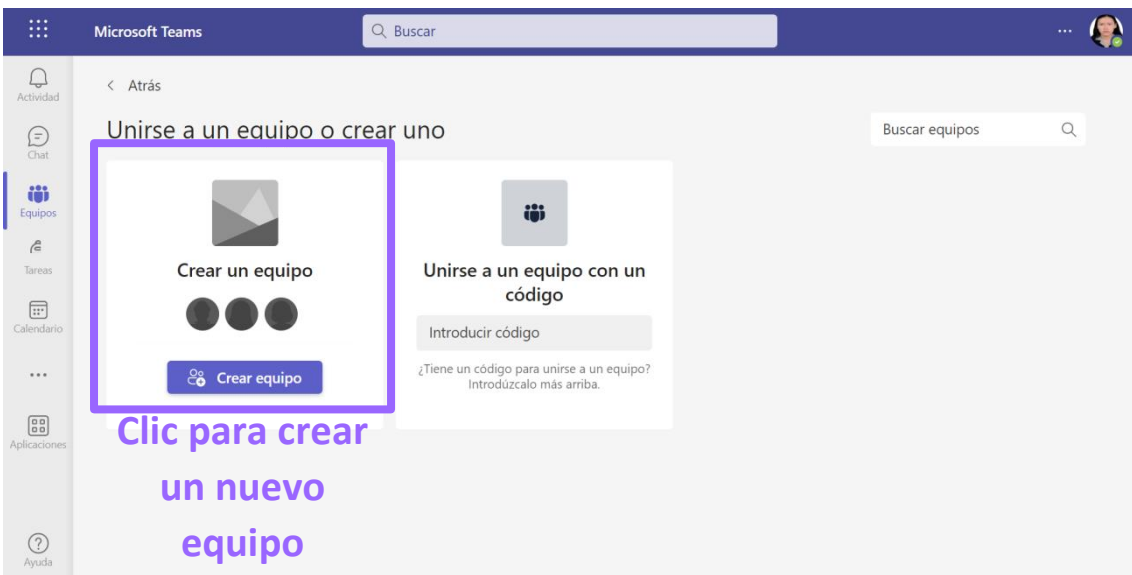 Microsoft Teams
Buscar
Actividad
Chat
Equipos
Tareas
Calendario
Aplicaciones
Ayuda
Atrás
Unirse a un equipo o crear uno
Buscar equipos
Crear un equipo
Crear equipo
Unirse a un equipo con un
código
Introducir código
¿Tiene un código para unirse a un equipo?
Introdúzcalo más arriba.
Clic para crear
un nuevo
equipo